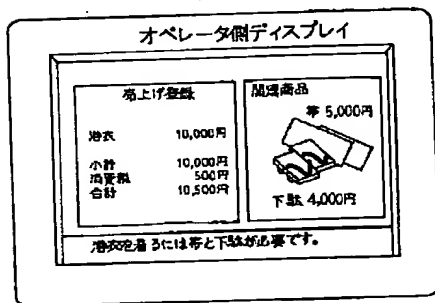 オペレータ側ディスプレイ
売上げ登録
浴衣 10,000円
小計 10,000円
消費税 500円
合計 10,500円
関連商品
帯 5,000円
下駄 4,000円
浴衣を着るには帯と下駄が必要です。